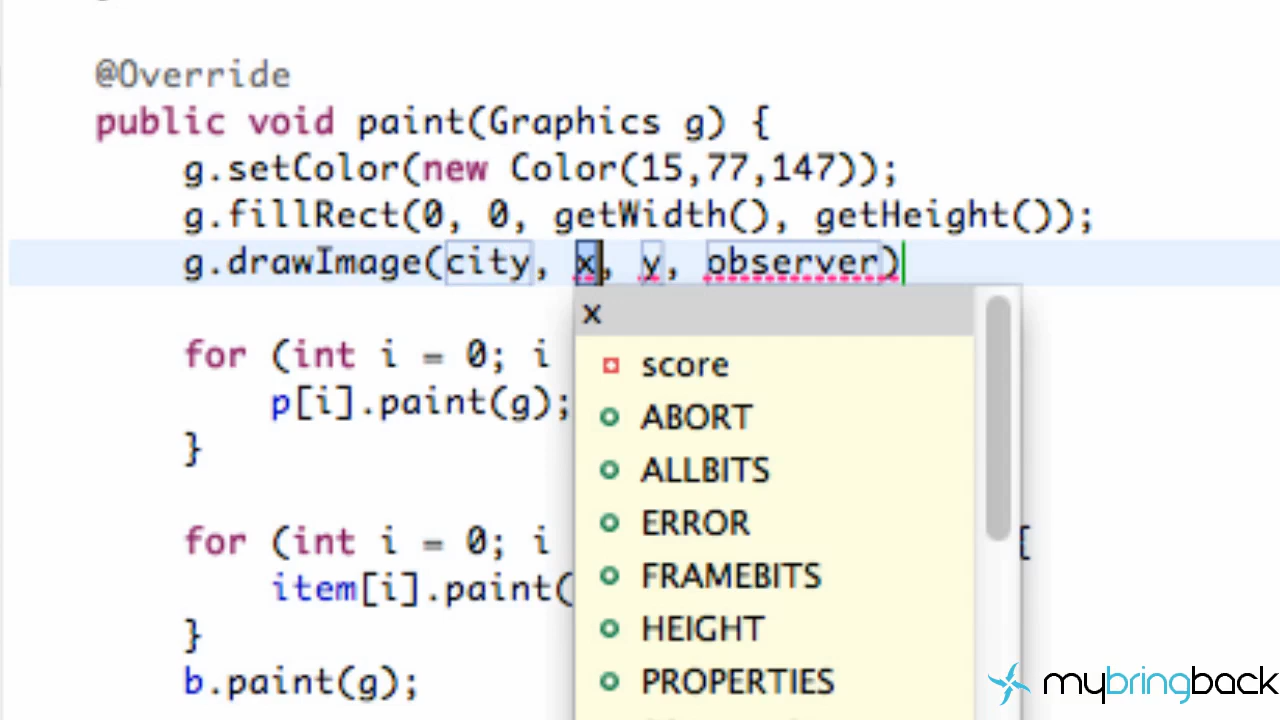 @Override
public void paint(Graphics g) {
g.setColor(new Color(15,77,147));
g.fillRect(0, 0, getWidth(), getHeight());
g.drawImage(city, x, y, observer)
x
score
for (int i = 0; i
p[i].paint(g);
ABORT
}
ALLBITS
ERROR
for (int i = 0; i {
FRAMEBITS
item[i].paint(
HEIGHT
}
b.paint(g);
PROPERTIES
mybringback